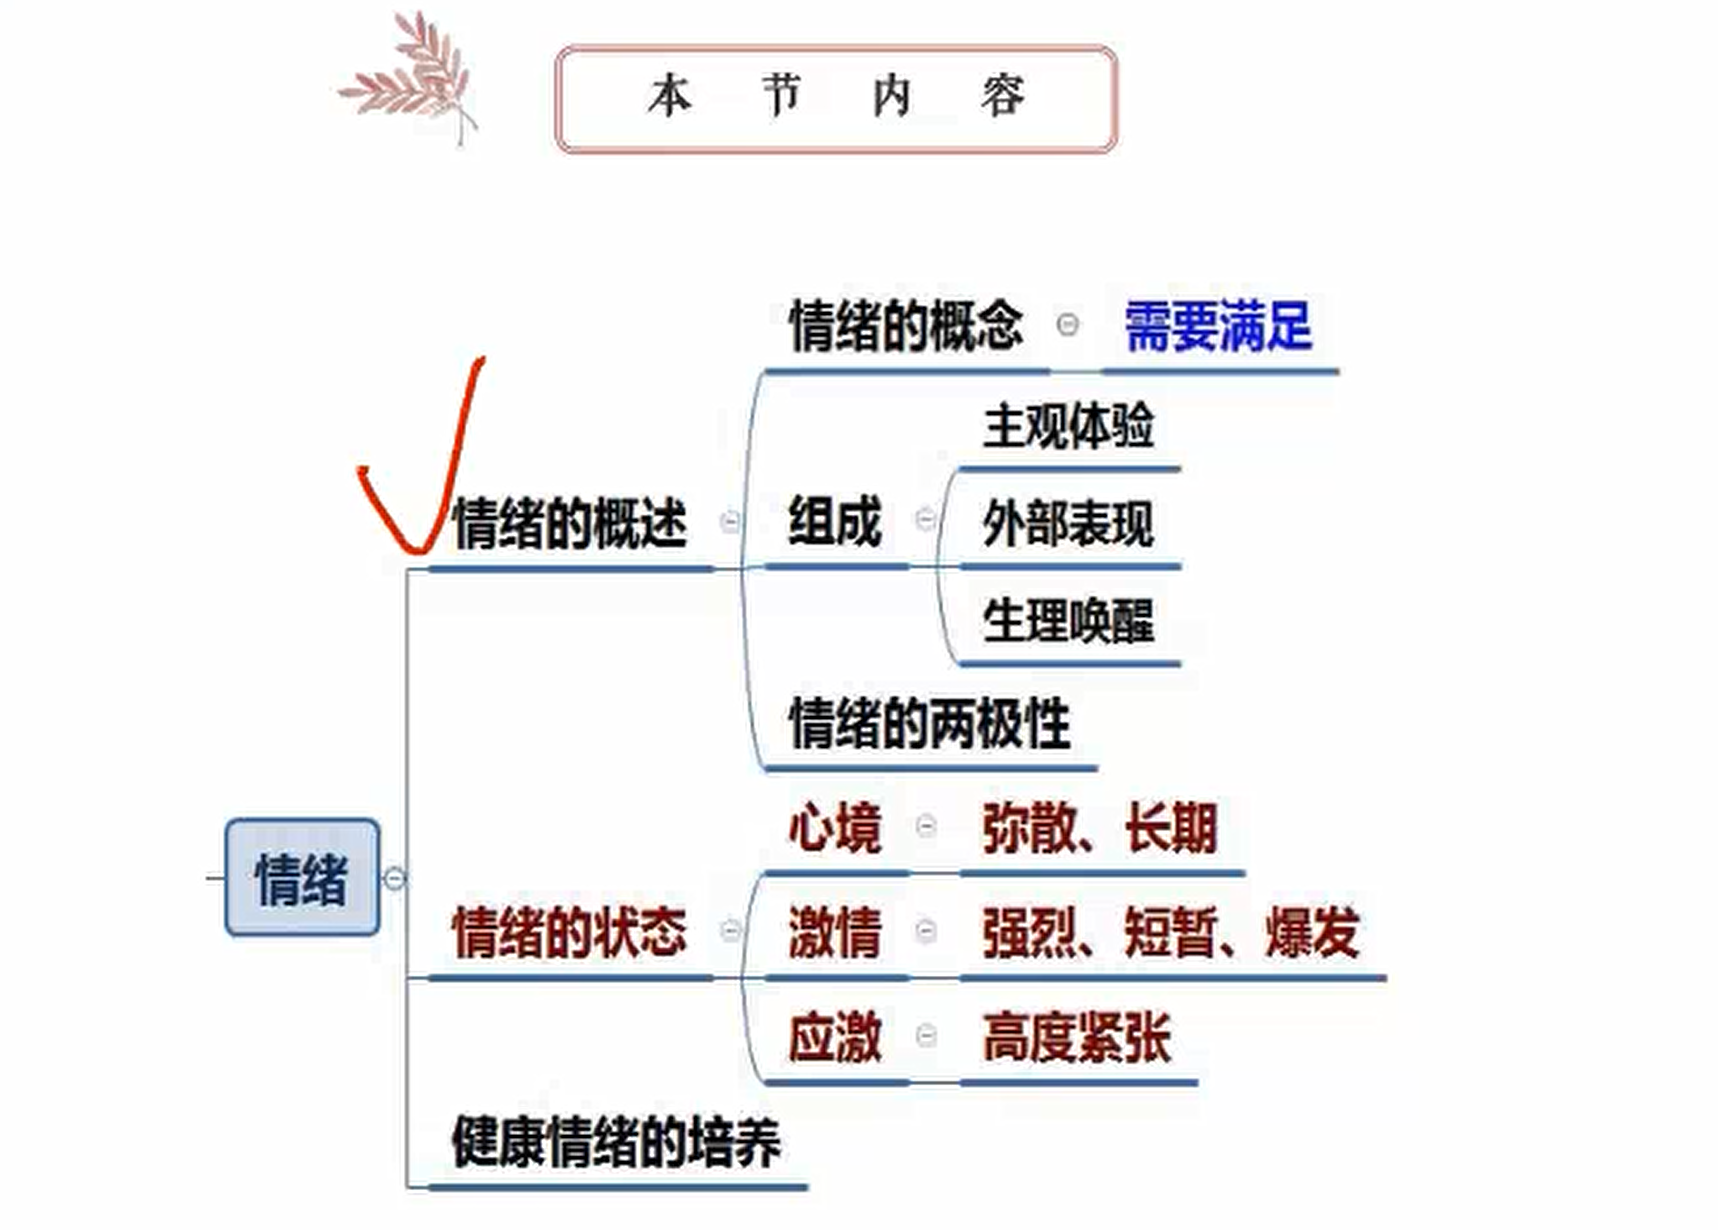 本节内容
情绪的概念 需要满足
主观体验
情绪的概述 组成 外部表现
生理唤醒
情绪的两极性
心境 弥散、长期
情绪
情绪的状态 激情 强烈、短暂、爆发
应激 高度紧张
健康情绪的培养